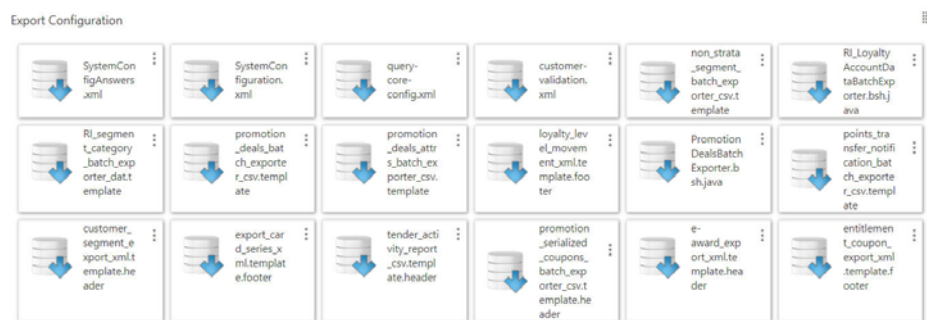 Export Configuration
SystemCon
figAnswers
.xml
SystemCon
figuration.
xml
query-
core-
config.xml
customer-
validation.
xml
non_strata
_segment_
batch_exp
orter_csv.t
emplate
RI_Loyalty
AccountDa
taBatchExp
orter.bsh.j
ava
RI_segmen
t_category
_batch_exp
orter_dat.t
emplate
promotion
_deals_bat
ch_exporte
r_csv.templ
ate
promotion
_deals_attr
s_batch_ex
porter_csv.
template
loyalty_lev
el_movem
ent_xml.te
mplate.foo
ter
Promotion
DealsBatch
Exporter.b
sh.java
points_tra
nsfer_notifi
cation_bat
ch_exporte
r_csv.templ
ate
customer_
segment_e
xport_xml.t
emplate.he
ader
export_car
d_series_x
ml.templat
e.footer
tender_acti
vity_report
_csv.templ
ate.header
promotion
_serialized
_coupons_
batch_exp
orter_csv.t
emplate.he
ader
e-
award_exp
ort_xml.te
mplate.hea
der
entitlemen
t_coupon_
export_xml
.template.f
ooter